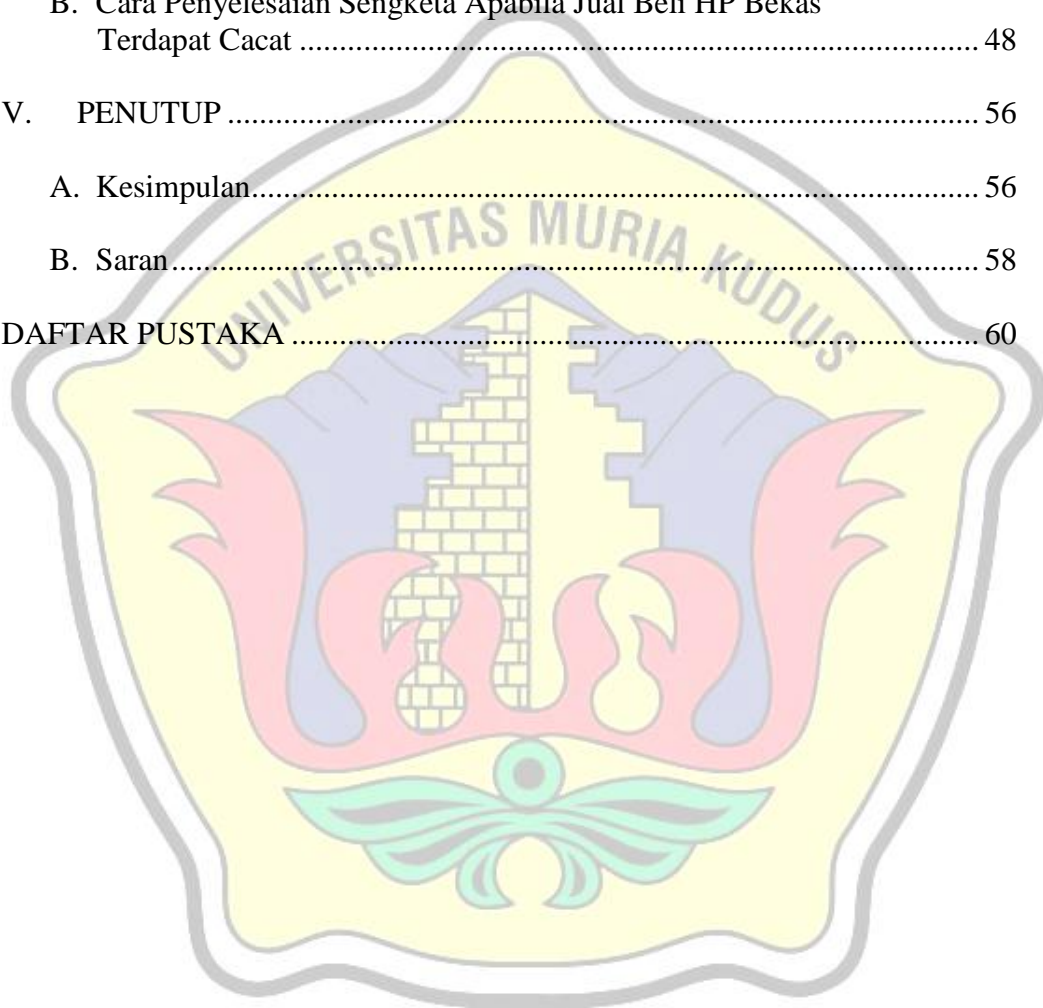 B. Cara Penyelesaian Sengketa Apabila Jual Beli HP Bekas
Terdapat Cacat ........................................................................................ 48
V. PENUTUP ................................................................................................ 56
A. Kesimpulan.............................................................................................. 56
B. Saran........................................................................................................ 58
UNIVERSITAS MURIA KUDUS
DAFTAR PUSTAKA ........................................................................................ 60